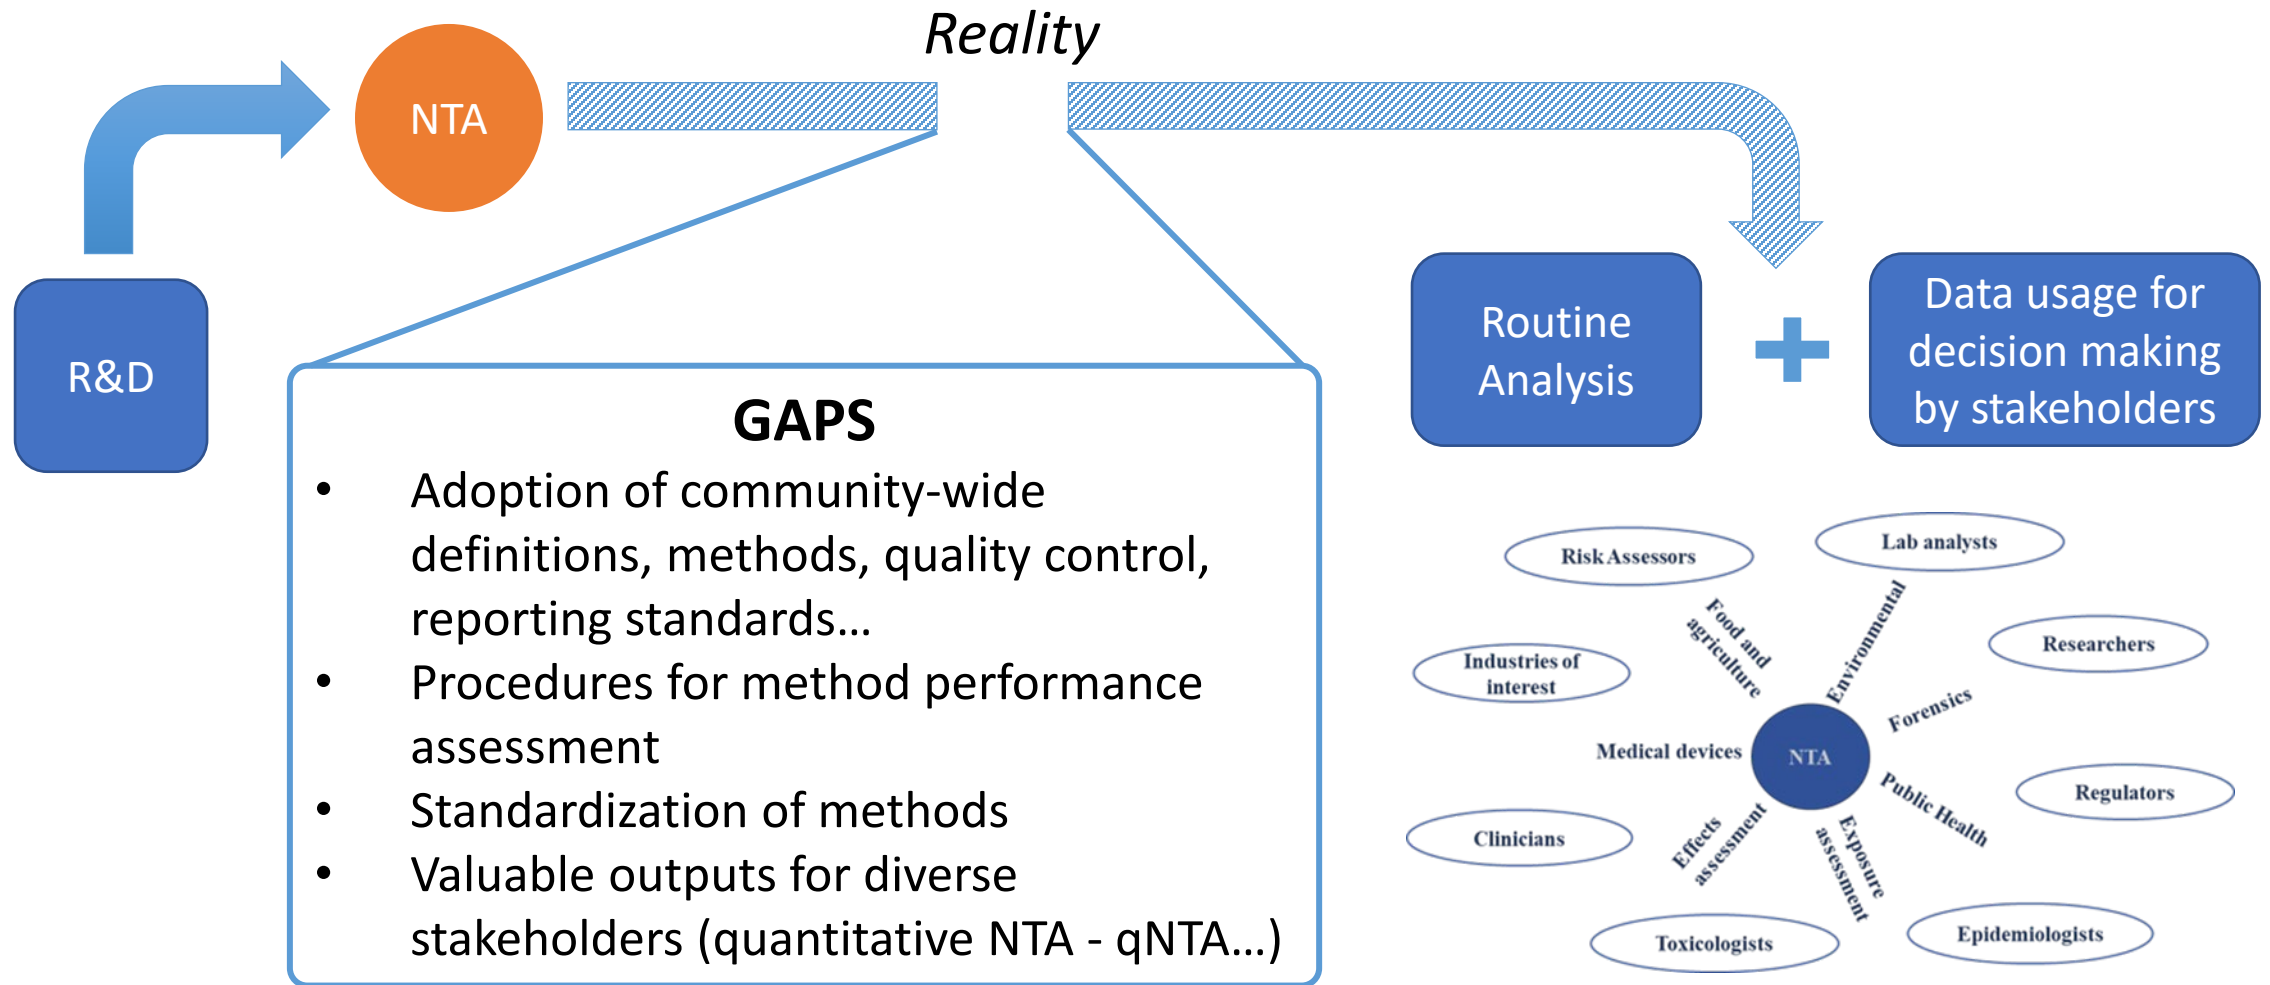 Reality
NTA
R&D
GAPS
• Adoption of community-wide
definitions, methods, quality control,
reporting standards...
• Procedures for method performance
assessment
• Standardization of methods
• Valuable outputs for diverse
stakeholders (quantitative NTA - qNTA...)
Routine
Analysis
Data usage for
decision making
by stakeholders
Risk Assessors
Lab analysts
Food and
agriculture
Environmental
Researchers
Industries of
interest
Forensics
Medical devices
NTA
Public Health
Regulators
Clinicians
Effects
assessment
Exposure
assessment
Toxicologists
Epidemiologists